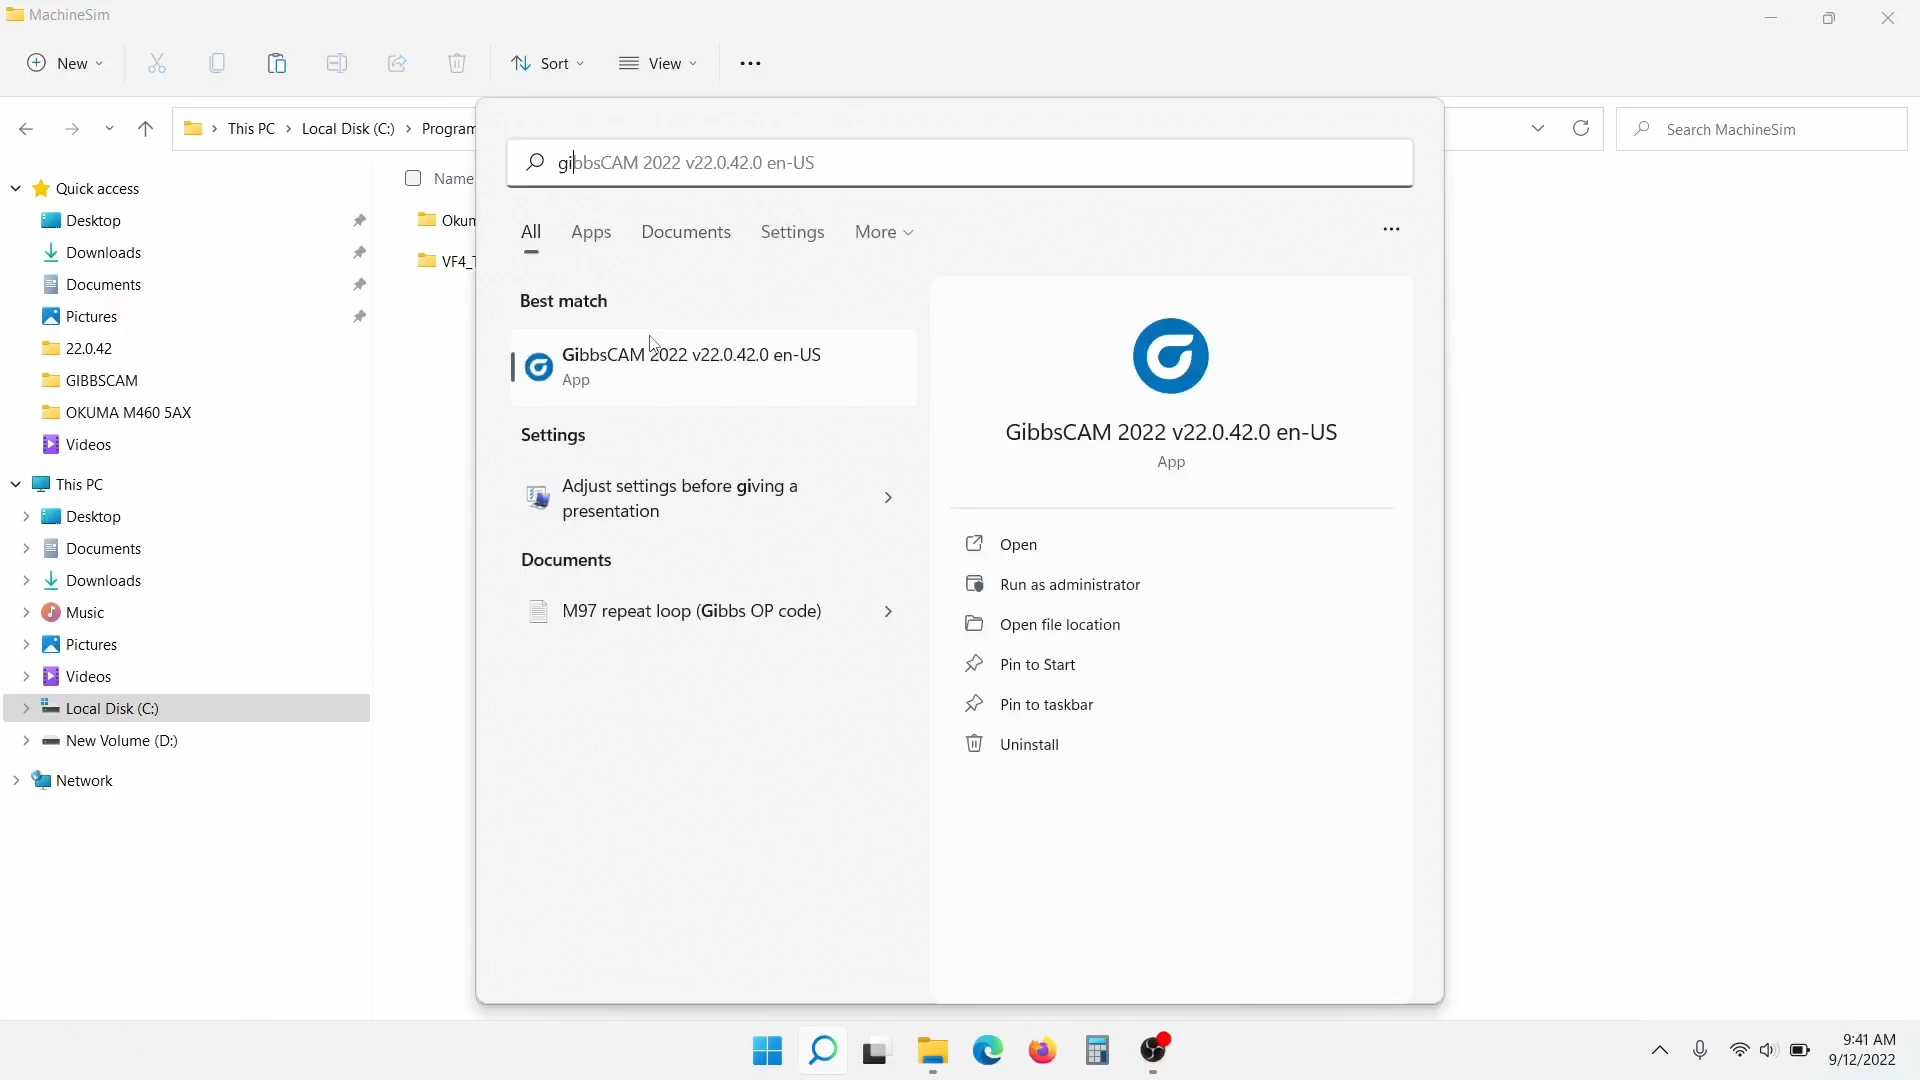 MachineSim
New
Sort
View
This PC
Local Disk (C:)
Program
Search MachineSim
Quick access
Desktop
Downloads
Documents
Pictures
22.0.42
GIBBSCAM
OKUMA M460 5AX
Videos
This PC
Desktop
Documents
Downloads
Music
Pictures
Videos
Local Disk (C:)
New Volume (D:)
Network
Name
Okum
VF4_
gibbsCAM 2022 v22.0.42.0 en-US
All
Apps
Documents
Settings
More
Best match
GibbsCAM 2022 v22.0.42.0 en-US
App
Settings
Adjust settings before giving a
presentation
Documents
M97 repeat loop (Gibbs OP code)
GibbsCAM 2022 v22.0.42.0 en-US
App
Open
Run as administrator
Open file location
Pin to Start
Pin to taskbar
Uninstall
9:41 AM
9/12/2022